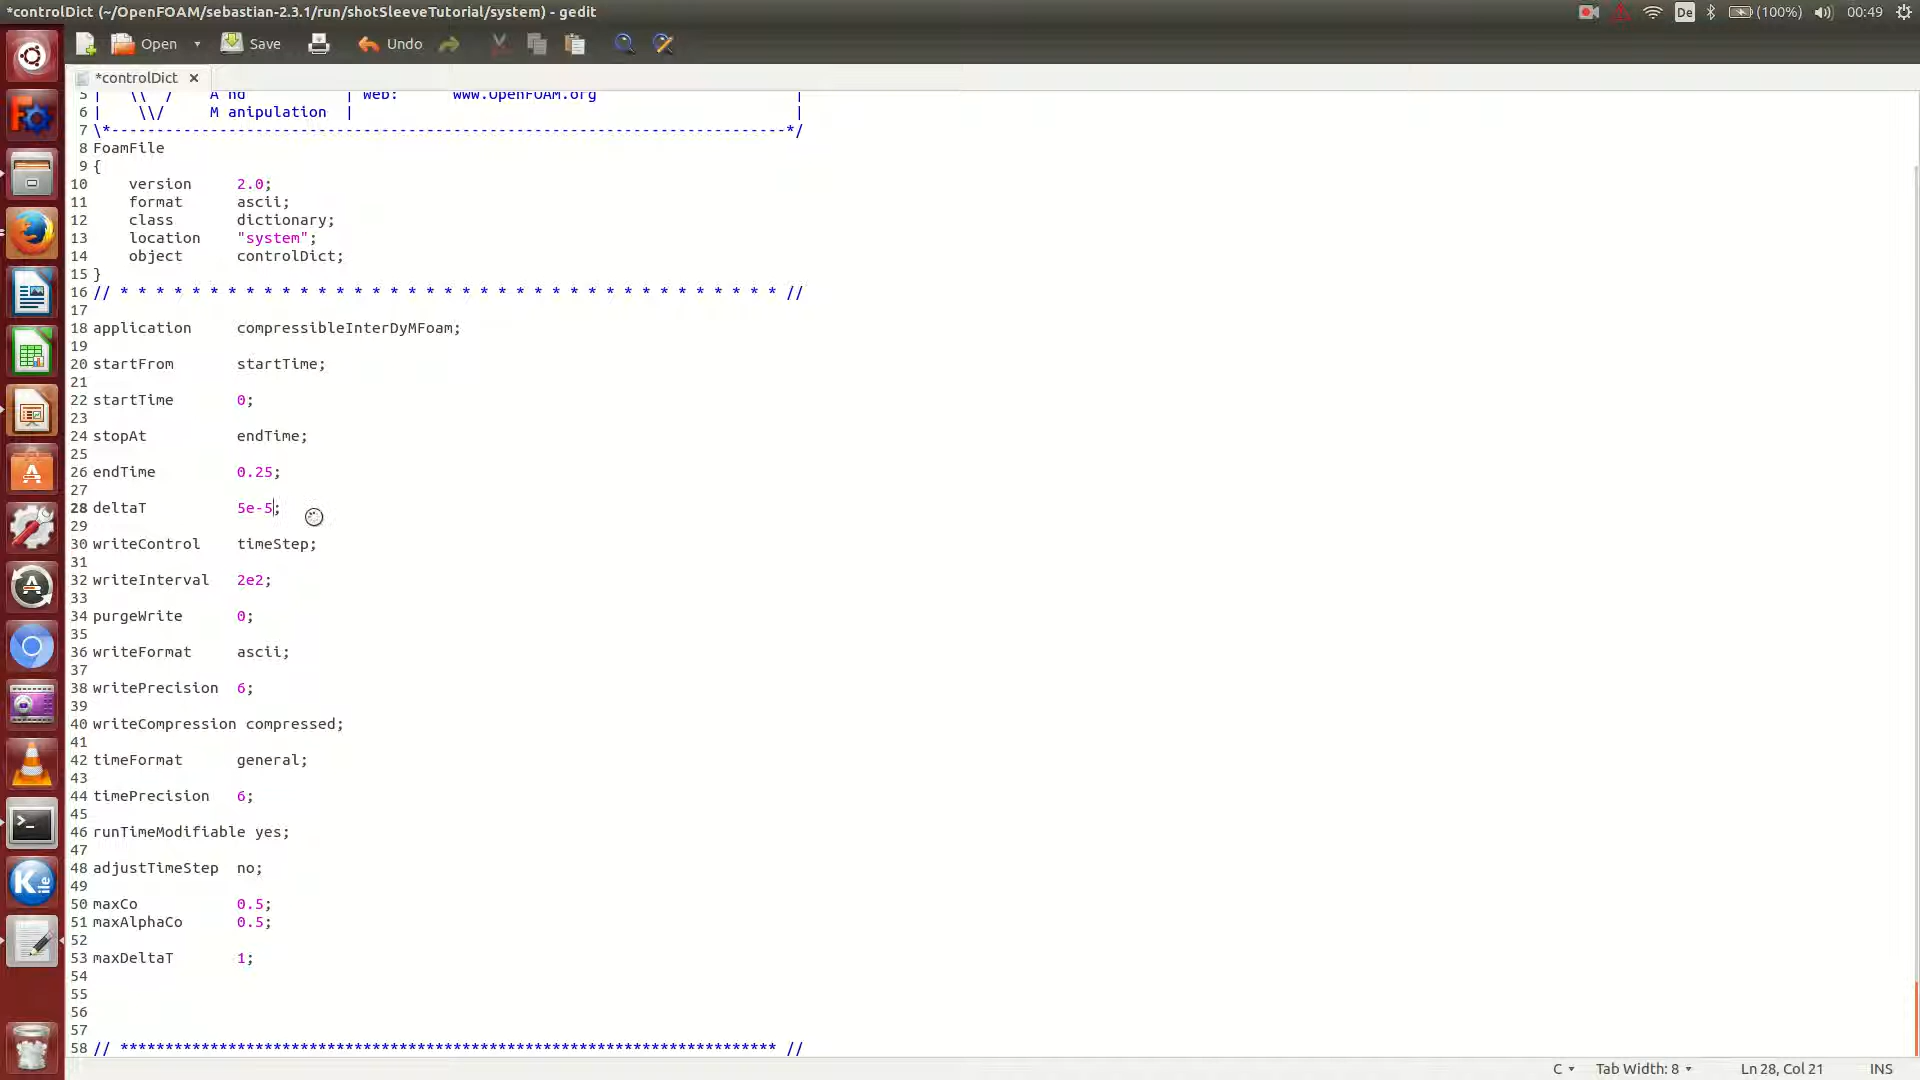 *controlDict (~/OpenFOAM/sebastian-2.3.1/run/shotSleeveTutorial/system) - gedit
De (100%) 00:49
Open Save Undo
*controlDict
5 | \\ / A nd | Web: www.OpenFOAM.org |
6 | \\/ M anipulation | |
7 \*---------------------------------------------------------------------------*/
8 FoamFile
9 {
10 version 2.0;
11 format ascii;
12 class dictionary;
13 location "system";
14 object controlDict;
15 }
16 // * * * * * * * * * * * * * * * * * * * * * * * * * * * * * * * * * * * * * //
17
18 application compressibleInterDyMFoam;
19
20 startFrom startTime;
21
22 startTime 0;
23
24 stopAt endTime;
25
26 endTime 0.25;
27
28 deltaT 5e-5;
29
30 writeControl timeStep;
31
32 writeInterval 2e2;
33
34 purgeWrite 0;
35
36 writeFormat ascii;
37
38 writePrecision 6;
39
40 writeCompression compressed;
41
42 timeFormat general;
43
44 timePrecision 6;
45
46 runTimeModifiable yes;
47
48 adjustTimeStep no;
49
50 maxCo 0.5;
51 maxAlphaCo 0.5;
52
53 maxDeltaT 1;
54
55
56
57
58 // ************************************************************************* //
C Tab Width: 8 Ln 28, Col 21 INS